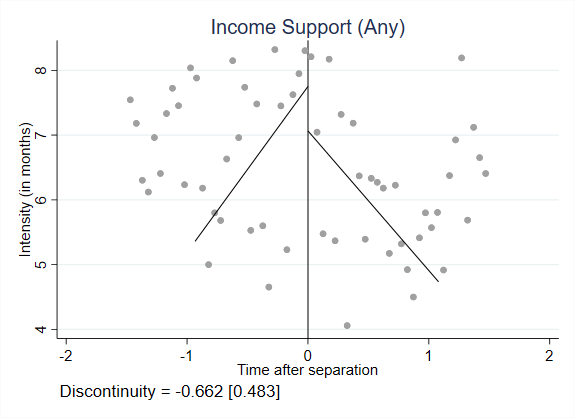 Income Support (Any)
Intensity (in months)
8
7
6
5
4
-2
-1
0
1
2
Time after separation
Discontinuity = -0.662 [0.483]